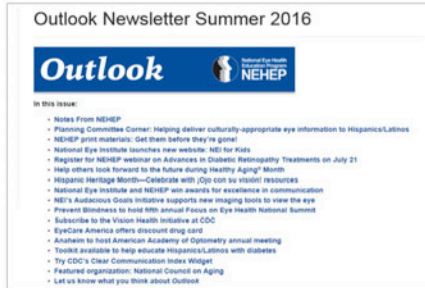 Outlook Newsletter Summer 2016
Outlook
National Eye Health
Education Program
NEHEP
In this issue:
Notes From NEHEP
Planning Committee Corner: Helping deliver culturally-appropriate eye information to Hispanics/Latinos
NEHEP print materials: Get them before they're gone!
National Eye Institute launches new website: NEI for Kids
Register for NEHEP webinar on Advances in Diabetic Retinopathy Treatments on July 21
Help others look forward to the future during Healthy Aging® Month
Hispanic Heritage Month—Celebrate with ¡Ojo con su visión! resources
National Eye Institute and NEHEP win awards for excellence in communication
NEI's Audacious Goals Initiative supports new imaging tools to view the eye
Prevent Blindness to hold fifth annual Focus on Eye Health National Summit
Subscribe to the Vision Health Initiative at CDC
EyeCare America offers discount drug card
Anaheim to host American Academy of Optometry annual meeting
Toolkit available to help educate Hispanics/Latinos with diabetes
Try CDC's Clear Communication Index Widget
Featured organization: National Council on Aging
Let us know what you think about Outlook